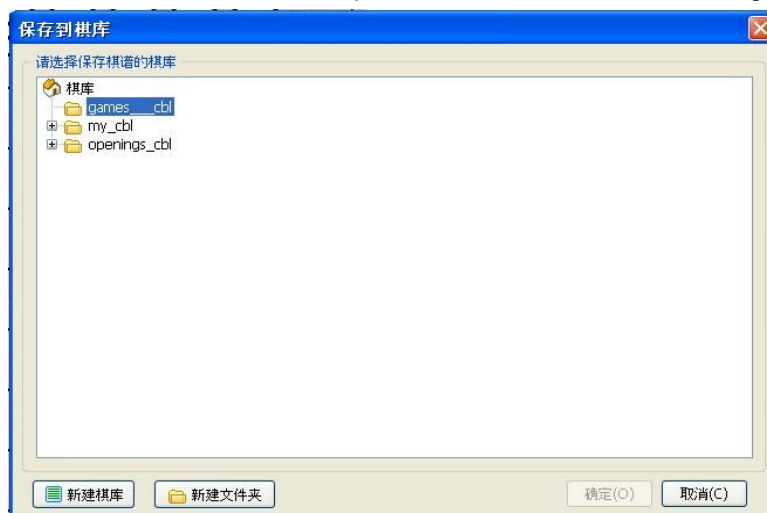 保存到棋库
请选择保存棋谱的棋库
棋库
games___cbl
my_cbl
openings_cbl
新建棋库 新建文件夹 确定(O) 取消(C)